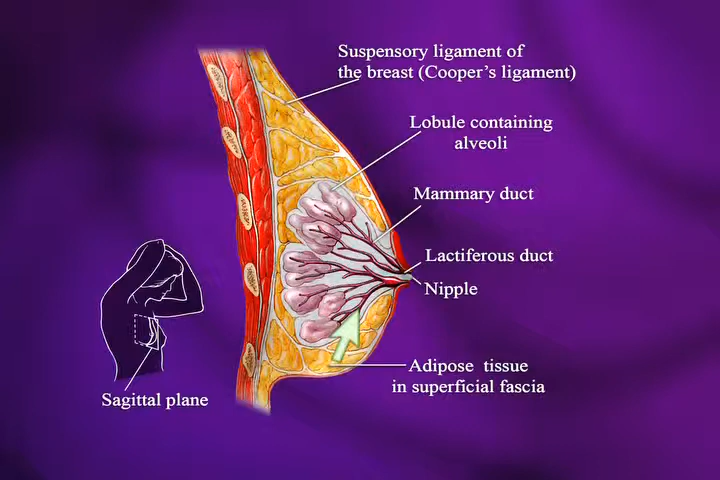 Suspensory ligament of
the breast (Cooper's ligament)
Lobule containing
alveoli
Mammary duct
Lactiferous duct
Nipple
Adipose tissue
in superficial fascia
Sagittal plane